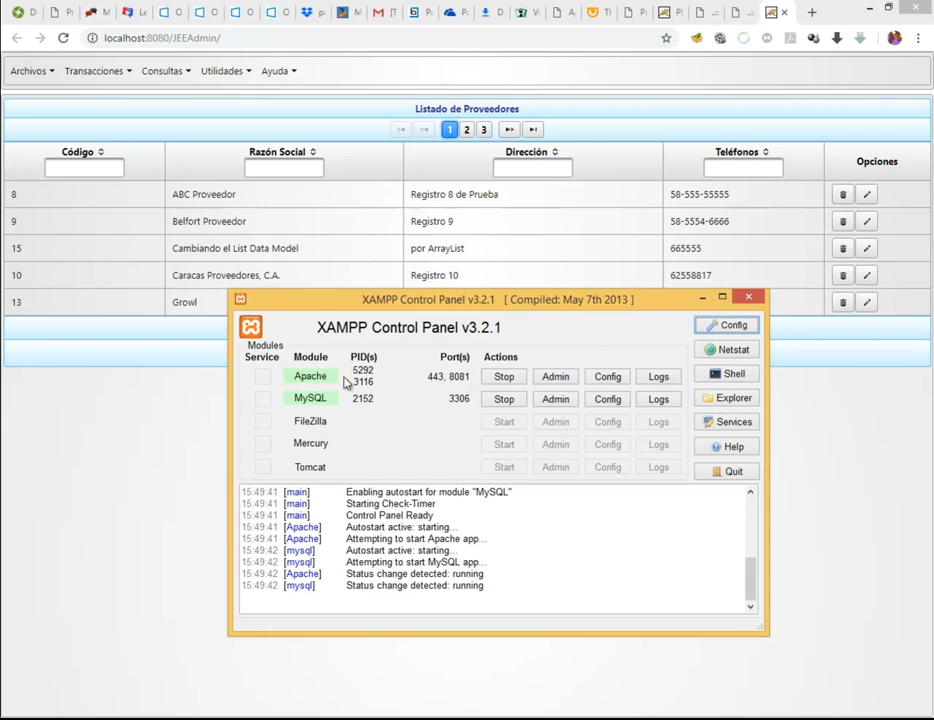 localhost:8080/JEEAdmin/
Archivos Transacciones Consultas Utilidades Ayuda
Listado de Proveedores
1 2 3
Código Razón Social Dirección Teléfonos Opciones
8 ABC Proveedor Registro 8 de Prueba 58-555-55555
9 Belfort Proveedor Registro 9 58-5554-6666
15 Cambiando el List Data Model por ArrayList 665555
10 Caracas Proveedores, C.A. Registro 10 62558817
13 Growl
XAMPP Control Panel v3.2.1 [ Compiled: May 7th 2013 ]
XAMPP Control Panel v3.2.1
Config
Modules
Service Module PID(s) Port(s) Actions
Netstat
Apache 5292 3116 443, 8081 Stop Admin Config Logs
Shell
MySQL 2152 3306 Stop Admin Config Logs
Explorer
FileZilla Start Admin Config Logs
Services
Mercury Start Admin Config Logs
Help
Tomcat Start Admin Config Logs
Quit
15:49:41 [main] Enabling autostart for module "MySQL"
15:49:41 [main] Starting Check-Timer
15:49:41 [main] Control Panel Ready
15:49:41 [Apache] Autostart active: starting...
15:49:41 [Apache] Attempting to start Apache app...
15:49:42 [mysql] Autostart active: starting...
15:49:42 [mysql] Attempting to start MySQL app...
15:49:42 [Apache] Status change detected: running
15:49:42 [mysql] Status change detected: running